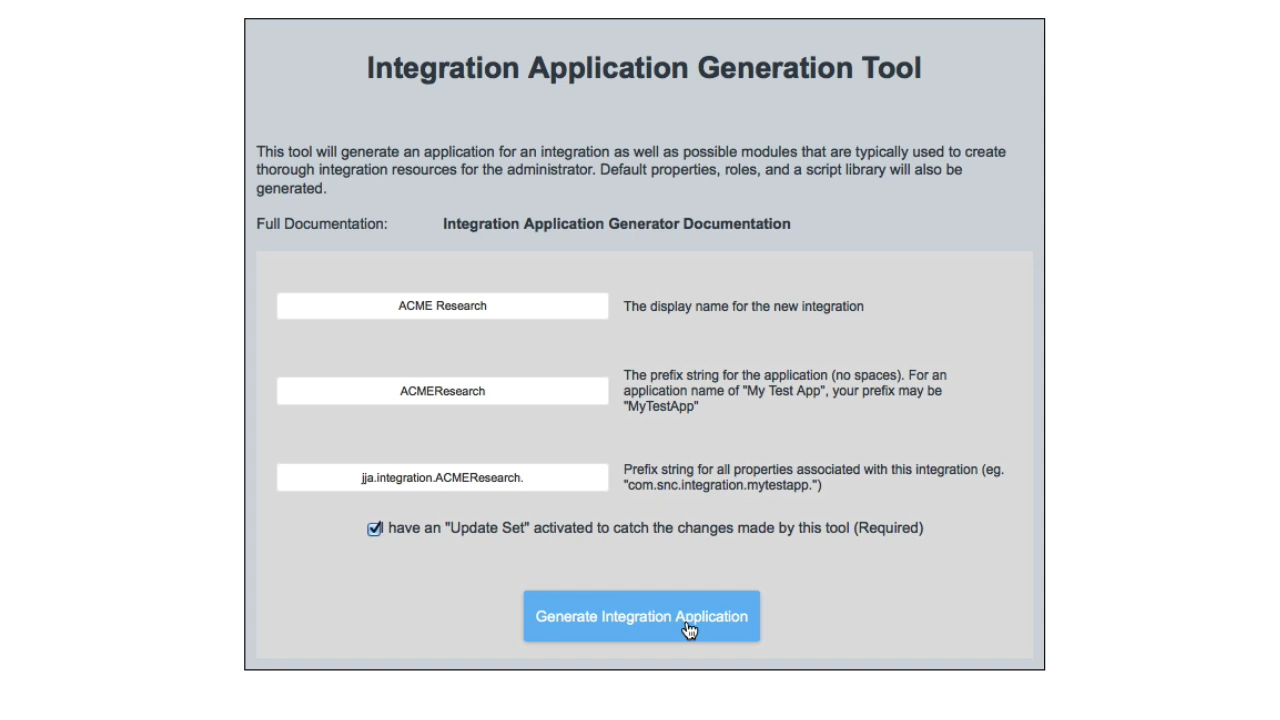 Integration Application Generation Tool
This tool will generate an application for an integration as well as possible modules that are typically used to create
thorough integration resources for the administrator. Default properties, roles, and a script library will also be
generated.
Full Documentation: Integration Application Generator Documentation
ACME Research The display name for the new integration
The prefix string for the application (no spaces). For an
ACMEResearch application name of "My Test App", your prefix may be
"MyTestApp"
Prefix string for all properties associated with this integration (eg.
jja.integration.ACMEResearch. "com.snc.integration.mytestapp.")
I have an "Update Set" activated to catch the changes made by this tool (Required)
Generate Integration Application